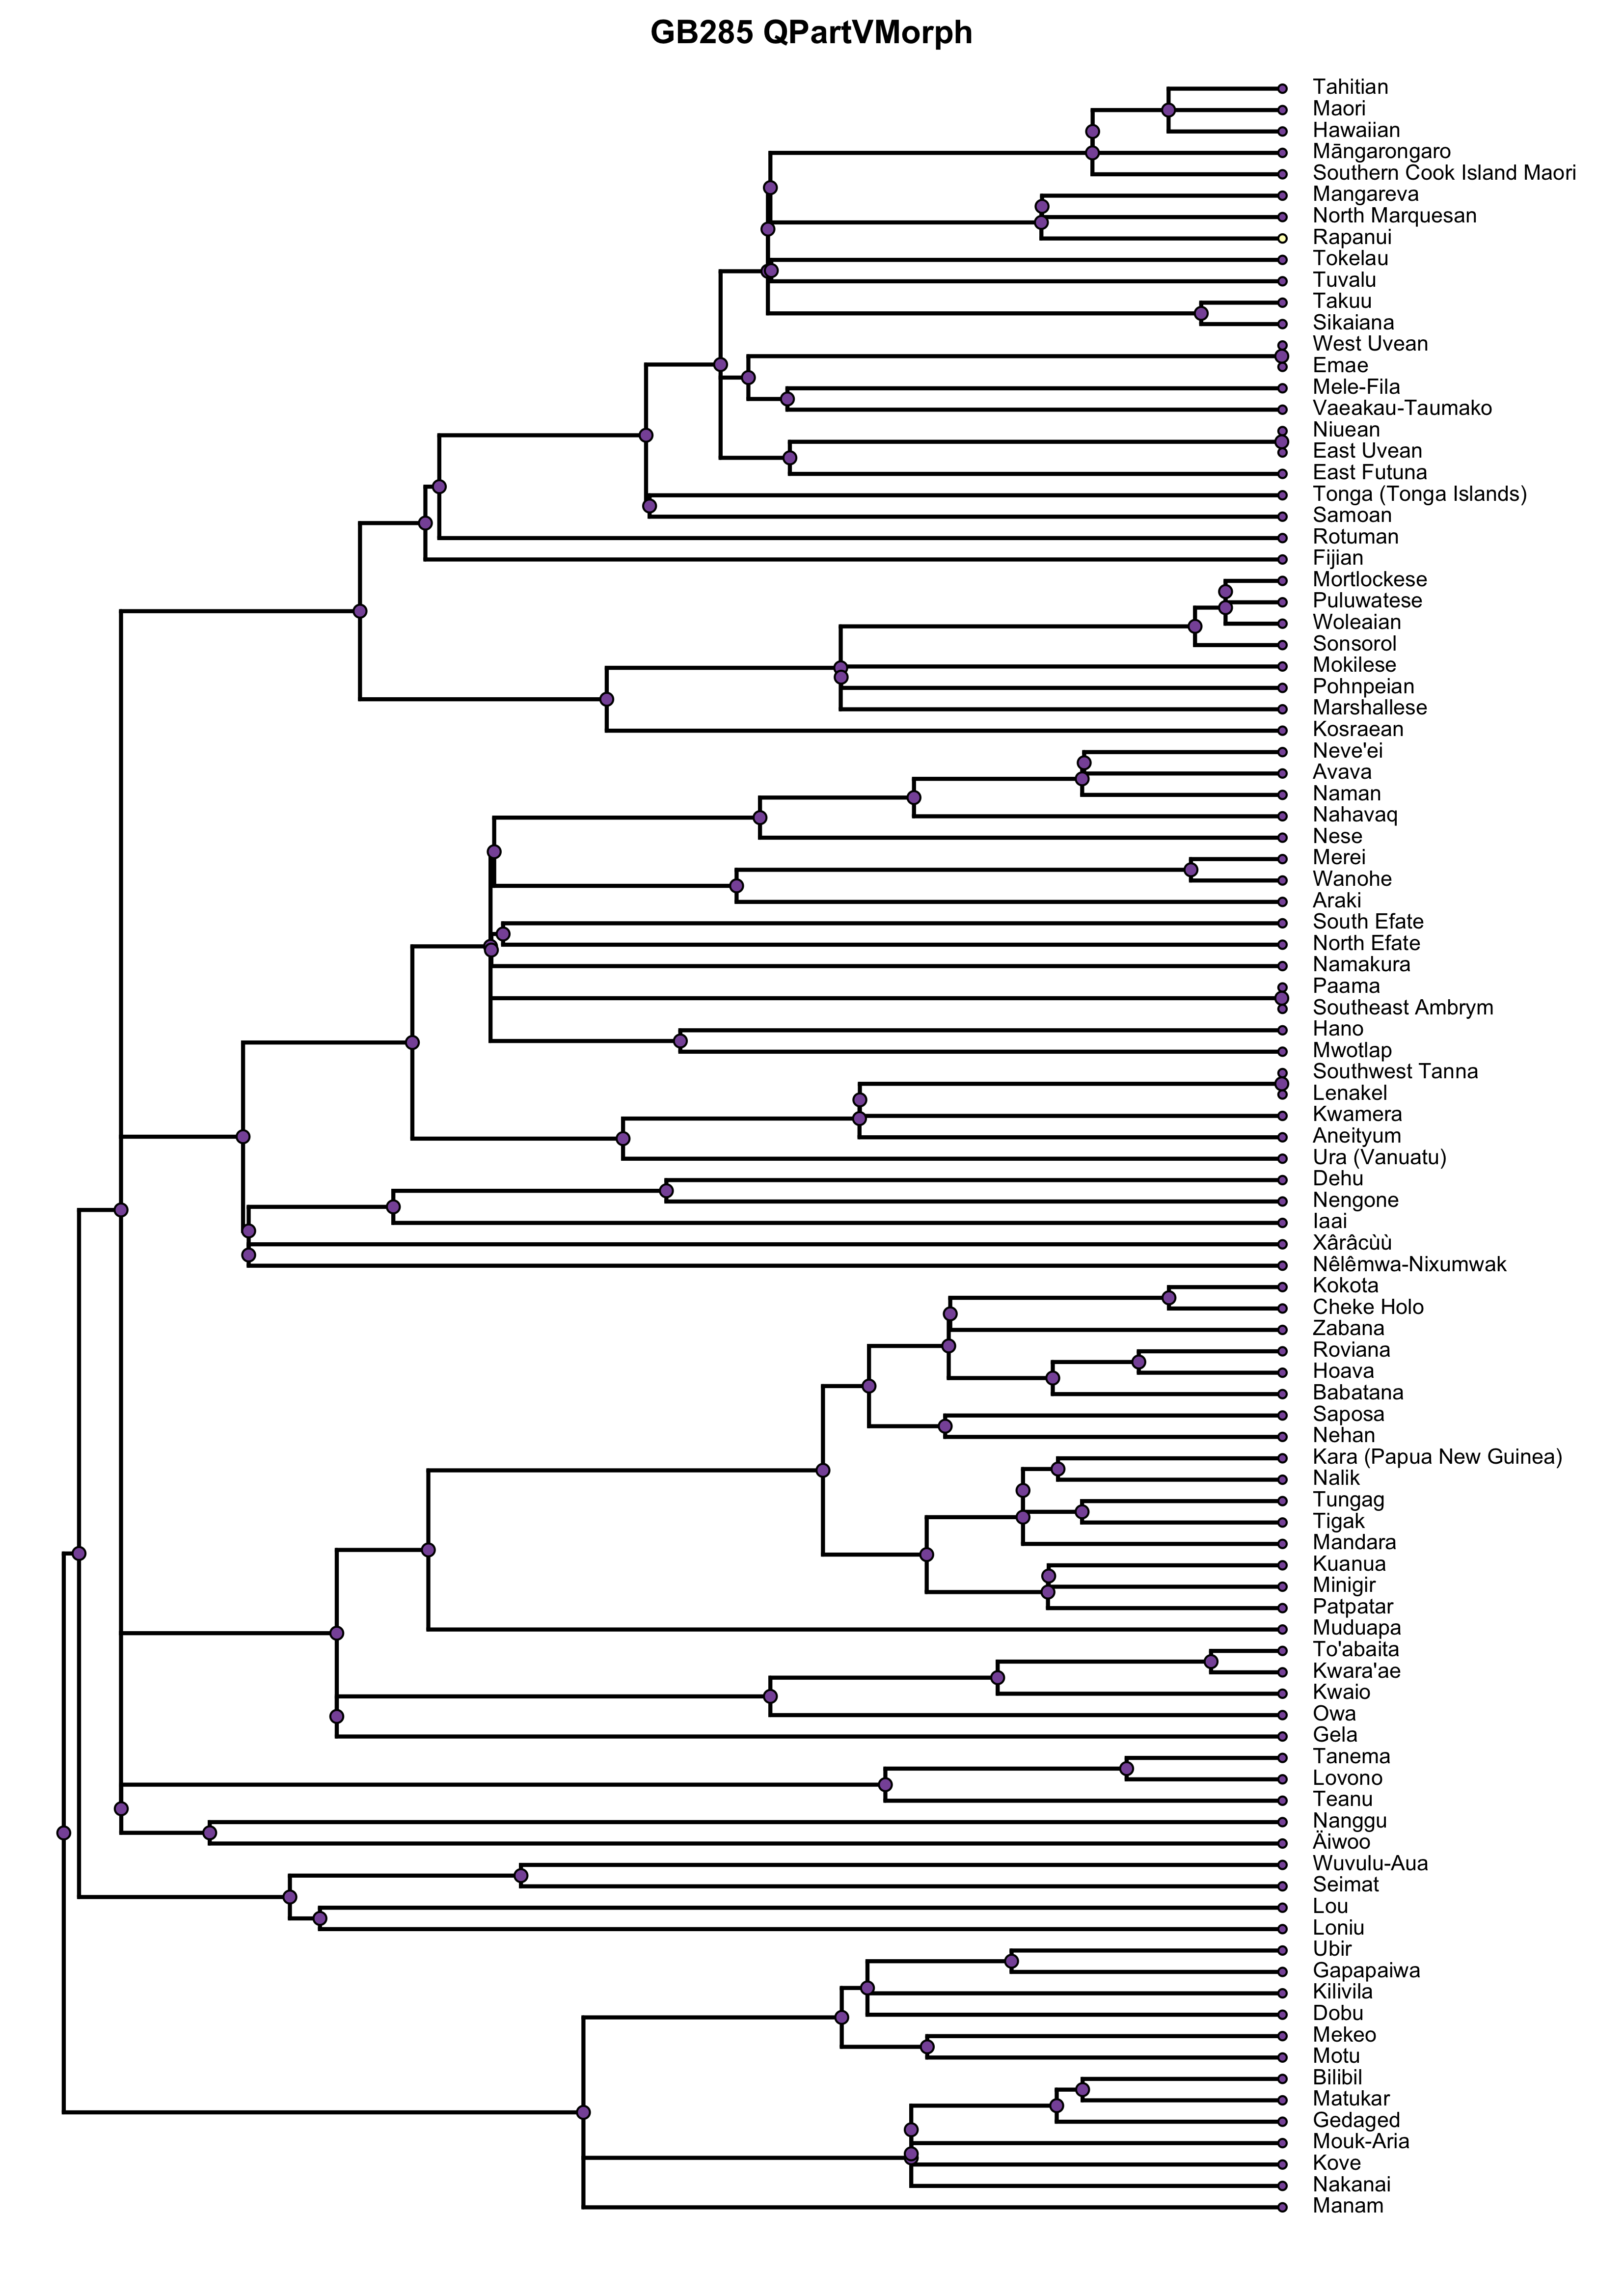 GB285 QPartVMorph
Tahitian
Maori
Hawaiian
Māngarongaro
Southern Cook Island Maori
Mangareva
North Marquesan
Rapanui
Tokelau
Tuvalu
Takuu
Sikaiana
West Uvean
Emae
Mele-Fila
Vaeakau-Taumako
Niuean
East Uvean
East Futuna
Tonga (Tonga Islands)
Samoan
Rotuman
Fijian
Mortlockese
Puluwatese
Woleaian
Sonsorol
Mokilese
Pohnpeian
Marshallese
Kosraean
Neve'ei
Avava
Naman
Nahavaq
Nese
Merei
Wanohe
Araki
South Efate
North Efate
Namakura
Paama
Southeast Ambrym
Hano
Mwotlap
Southwest Tanna
Lenakel
Kwamera
Aneityum
Ura (Vanuatu)
Dehu
Nengone
Iaai
Xârâcùù
Nêlêmwa-Nixumwak
Kokota
Cheke Holo
Zabana
Roviana
Hoava
Babatana
Saposa
Nehan
Kara (Papua New Guinea)
Nalik
Tungag
Tigak
Mandara
Kuanua
Minigir
Patpatar
Muduapa
To'abaita
Kwara'ae
Kwaio
Owa
Gela
Tanema
Lovono
Teanu
Nanggu
Äiwoo
Wuvulu-Aua
Seimat
Lou
Loniu
Ubir
Gapapaiwa
Kilivila
Dobu
Mekeo
Motu
Bilibil
Matukar
Gedaged
Mouk-Aria
Kove
Nakanai
Manam